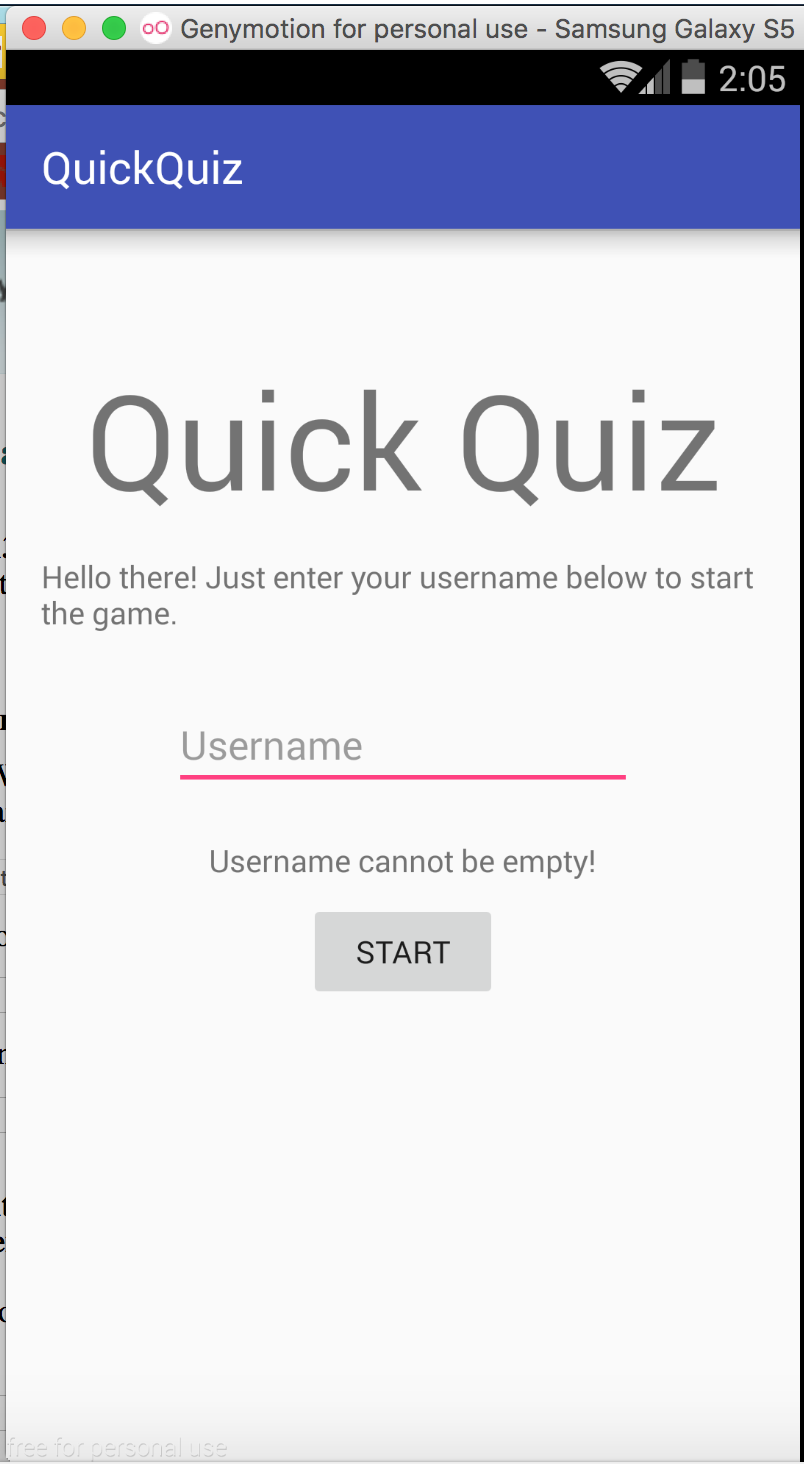 Genymotion for personal use - Samsung Galaxy S5
2:05
QuickQuiz
Quick Quiz
Hello there! Just enter your username below to start
the game.
Username
Username cannot be empty!
START
free for personal use